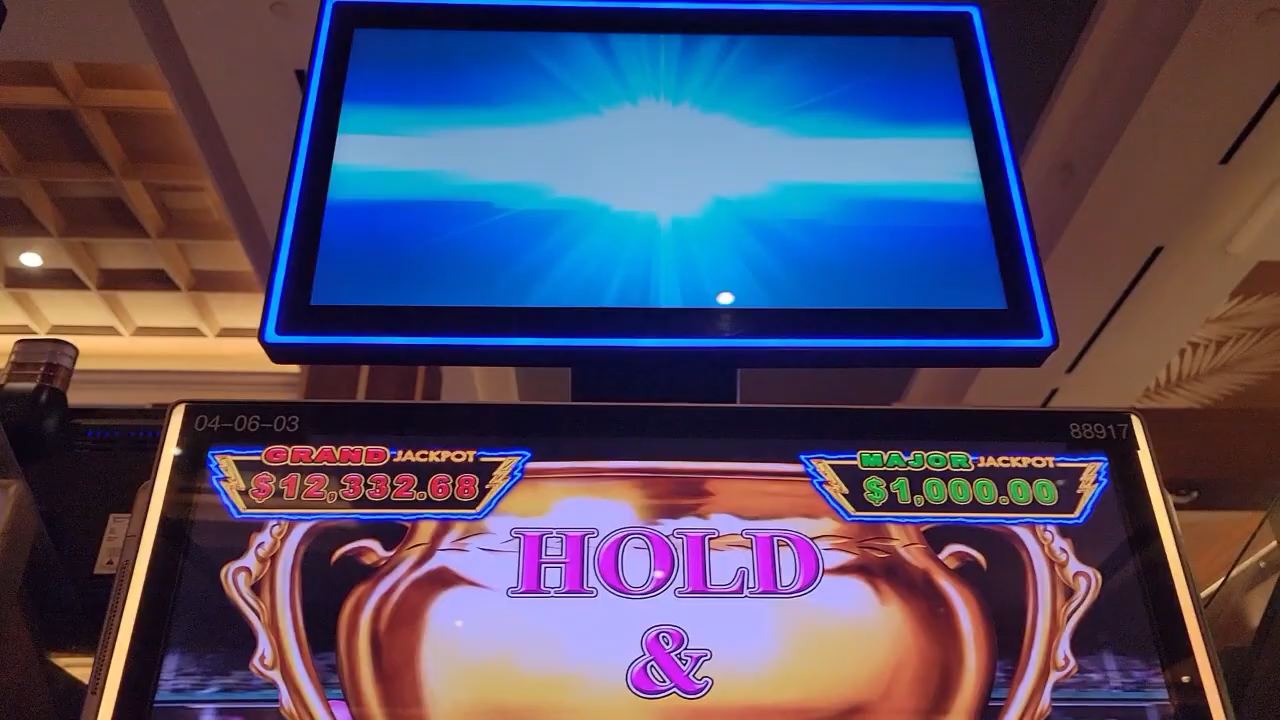 04-06-03
88917
GRAND JACKPOT
$12,332.68
MAJOR JACKPOT
$1,000.00
HOLD
&